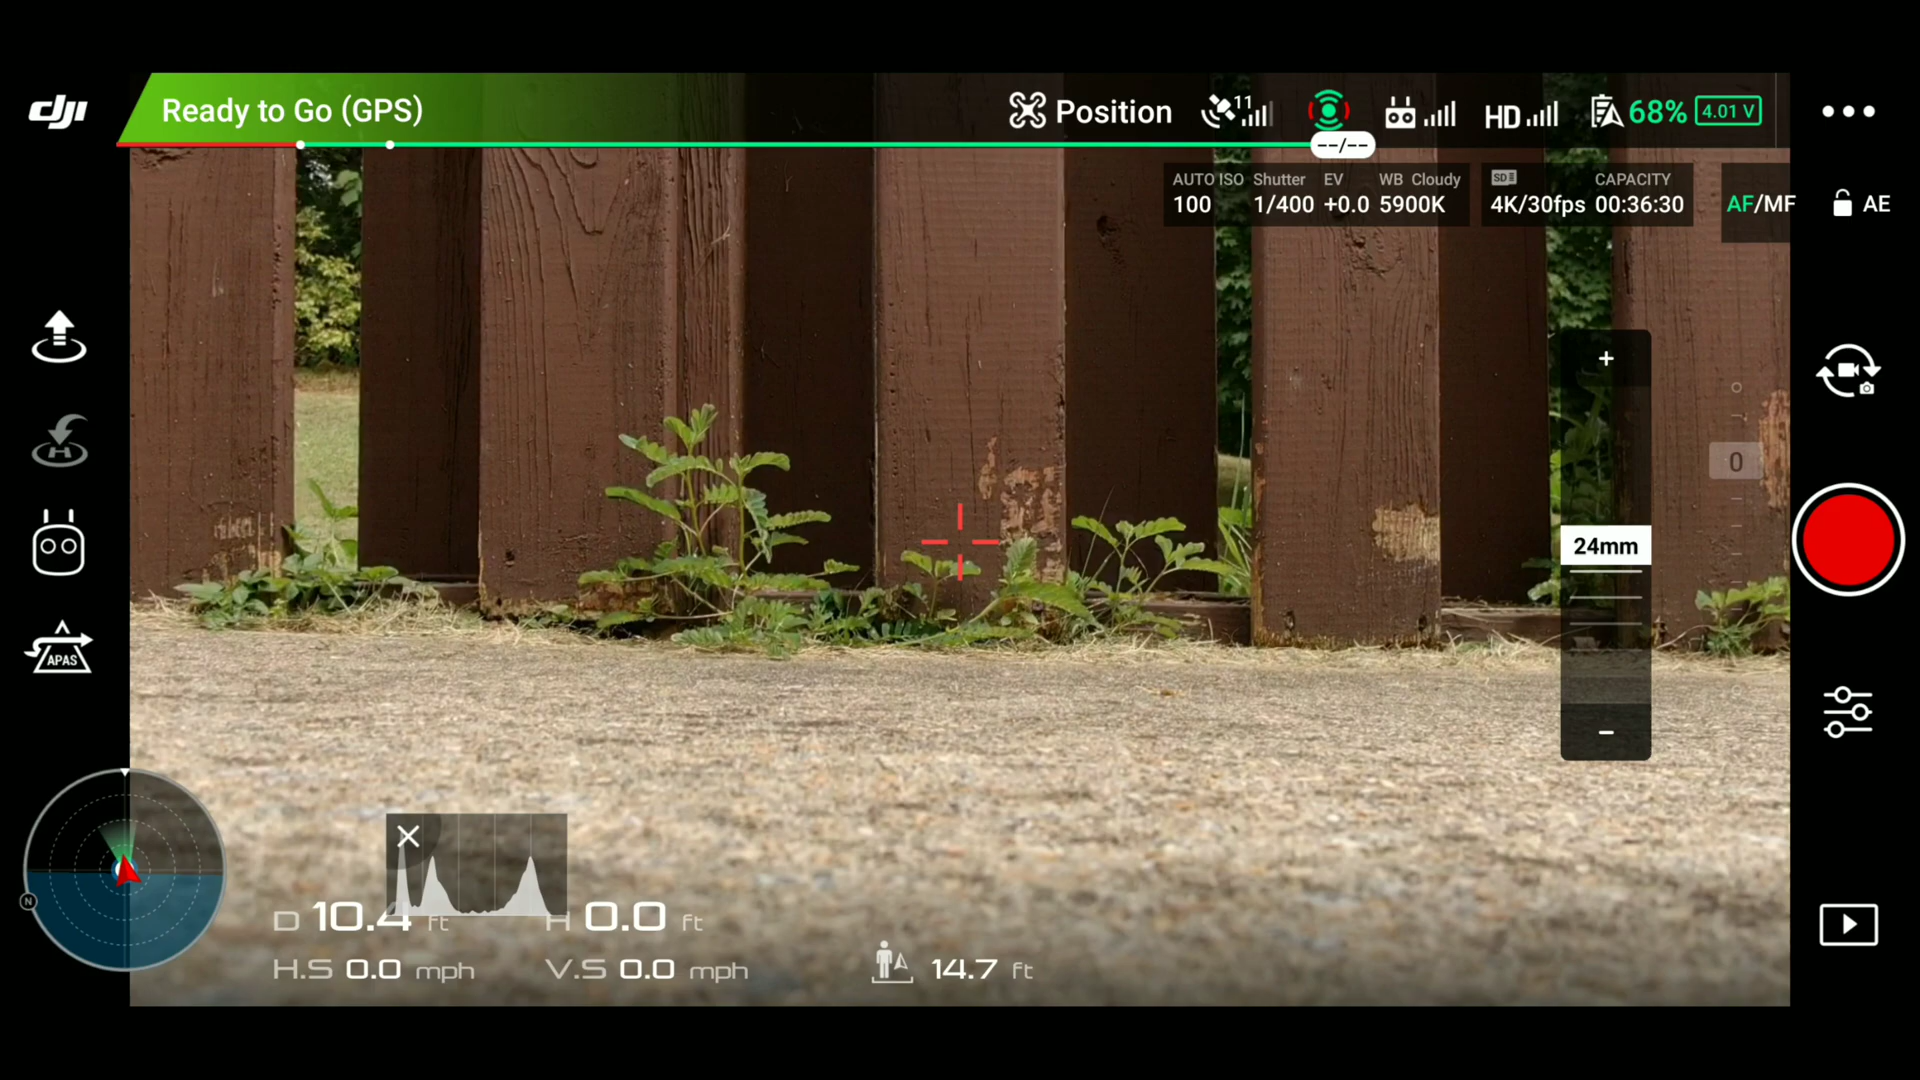 dji
Ready to Go (GPS)
Position
11
HD
68%
4.01 V
--/--
AUTO ISO Shutter EV WB Cloudy
100 1/400 +0.0 5900K
SD
CAPACITY
4K/30fps 00:36:30
AF/MF
AE
+
0
24mm
−
APAS
N
D 10.4 ft
H 0.0 ft
H.S 0.0 mph
V.S 0.0 mph
14.7 ft